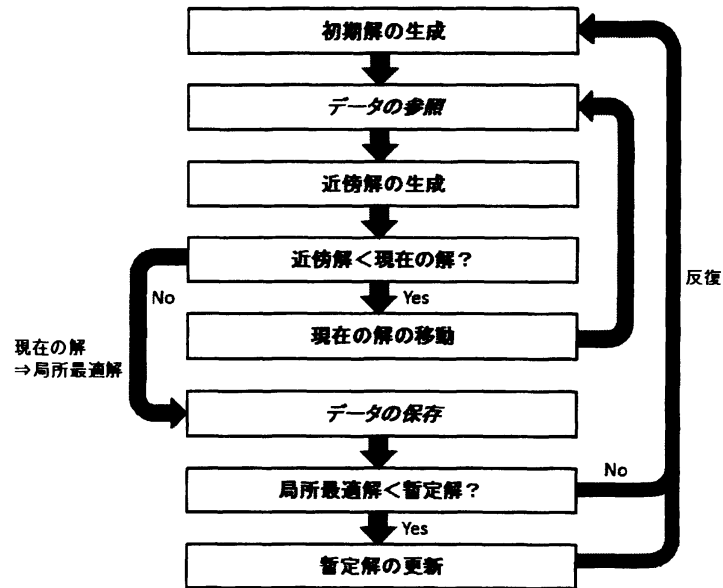 初期解の生成
データの参照
近傍解の生成
近傍解<現在の解?
No
Yes
反復
現在の解の移動
現在の解
⇒局所最適解
データの保存
局所最適解<暫定解?
No
Yes
暫定解の更新